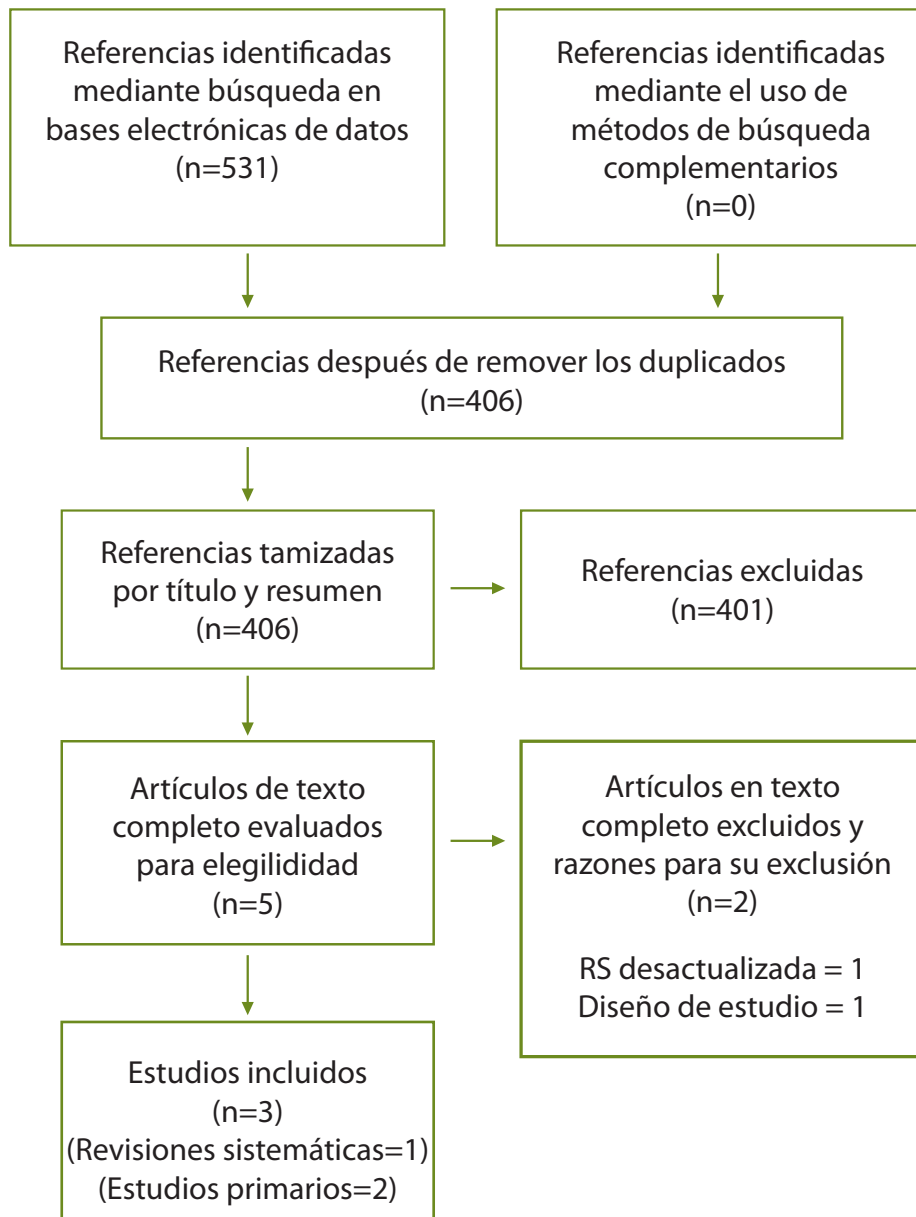 Referencias identificadas
mediante búsqueda en
bases electrónicas de datos
(n=531)
Referencias identificadas
mediante el uso de
métodos de búsqueda
complementarios
(n=0)
Referencias después de remover los duplicados
(n=406)
Referencias tamizadas
por título y resumen
(n=406)
Referencias excluidas
(n=401)
Artículos de texto
completo evaluados
para elegilididad
(n=5)
Artículos en texto
completo excluidos y
razones para su exclusión
(n=2)
RS desactualizada = 1
Diseño de estudio = 1
Estudios incluidos
(n=3)
(Revisiones sistemáticas=1)
(Estudios primarios=2)